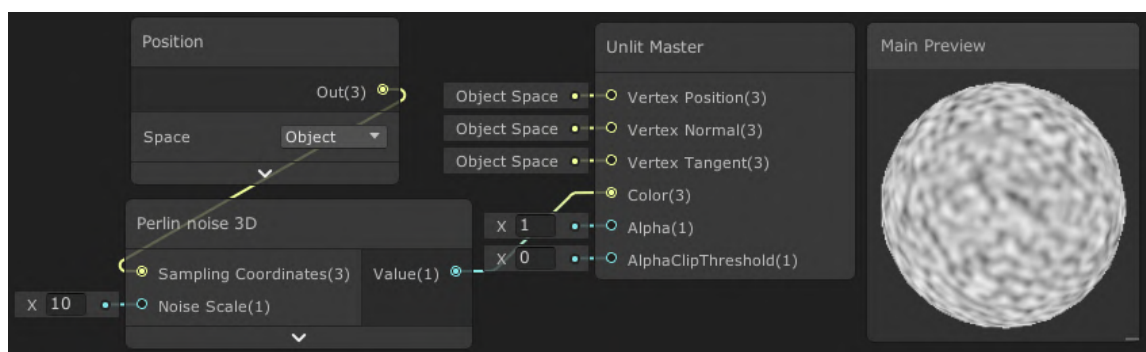 Position
Out(3)
Space Object
Perlin noise 3D
Sampling Coordinates(3) Value(1)
X 10 Noise Scale(1)
Unlit Master
Object Space Vertex Position(3)
Object Space Vertex Normal(3)
Object Space Vertex Tangent(3)
Color(3)
X 1 Alpha(1)
X 0 AlphaClipThreshold(1)
Main Preview